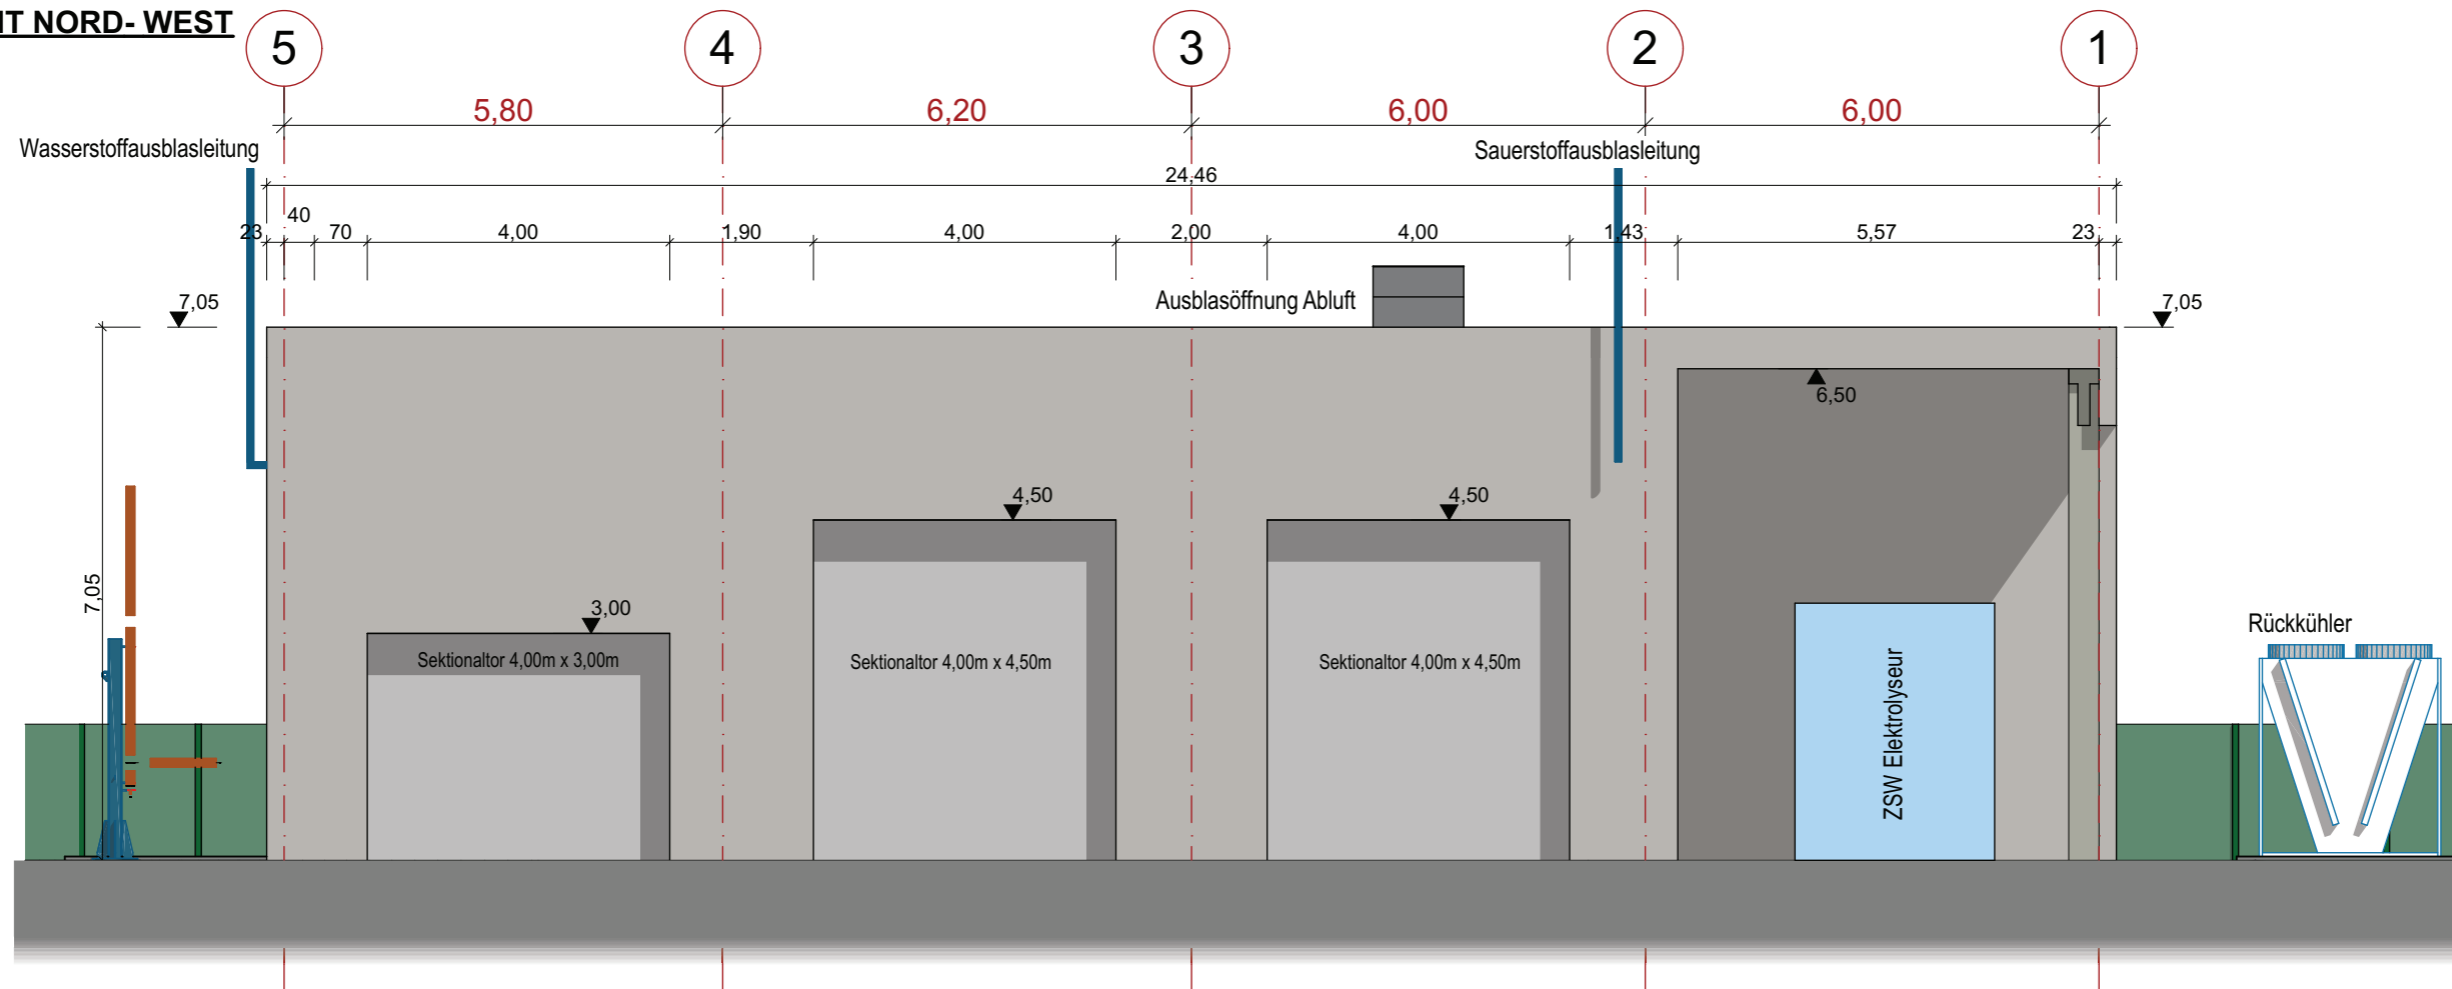 IT NORD- WEST
5 4 3 2 1
5,80 6,20 6,00 6,00
Wasserstoffausblasleitung
Sauerstoffausblasleitung
24,46
23 40 70 4,00 1,90 4,00 2,00 4,00 1,43 5,57 23
Ausblasöffnung Abluft
7,05
7,05
6,50
4,50
4,50
3,00
7,05
Sektionaltor 4,00m x 3,00m
Sektionaltor 4,00m x 4,50m
Sektionaltor 4,00m x 4,50m
ZSW Elektrolyseur
Rückkühler